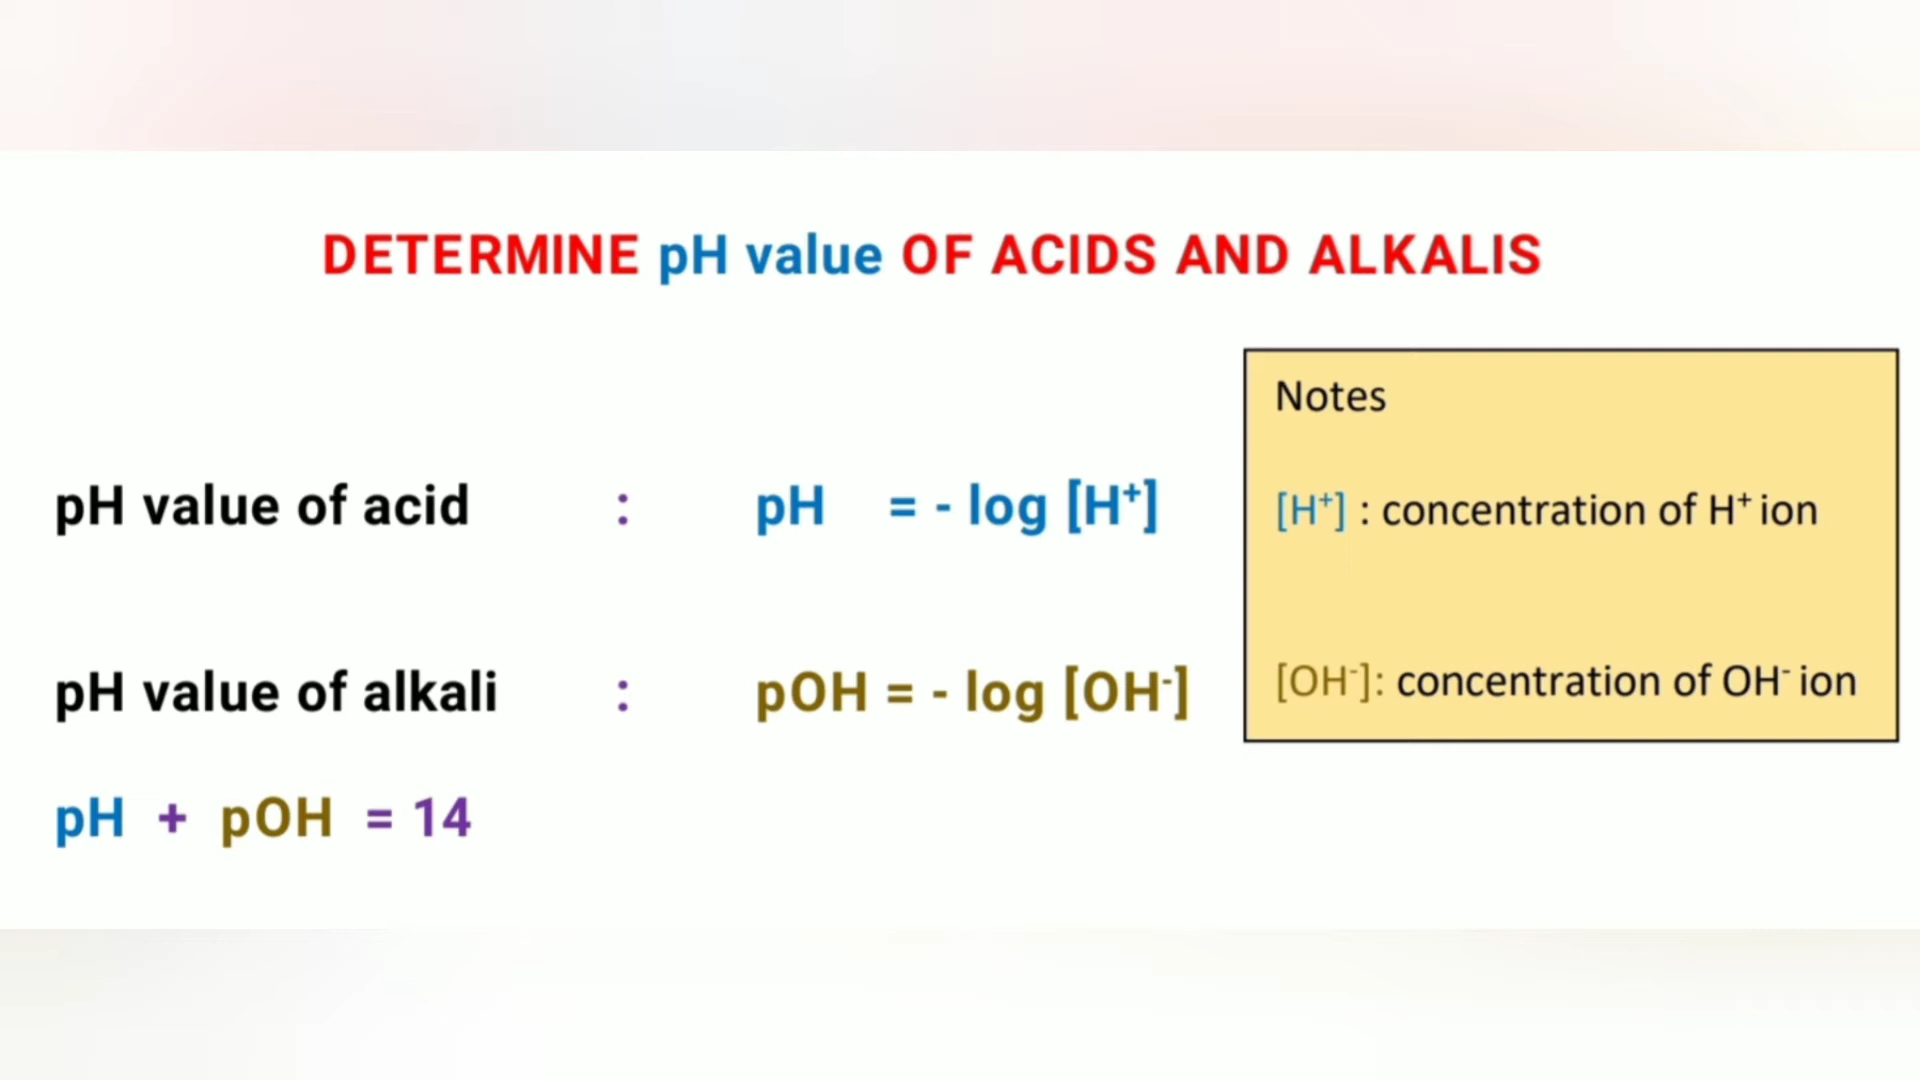 DETERMINE pH value OF ACIDS AND ALKALIS
pH value of acid : pH = - log [H⁺]
pH value of alkali : pOH = - log [OH⁻]
pH + pOH = 14
Notes
[H⁺] : concentration of H⁺ ion
[OH⁻]: concentration of OH⁻ ion